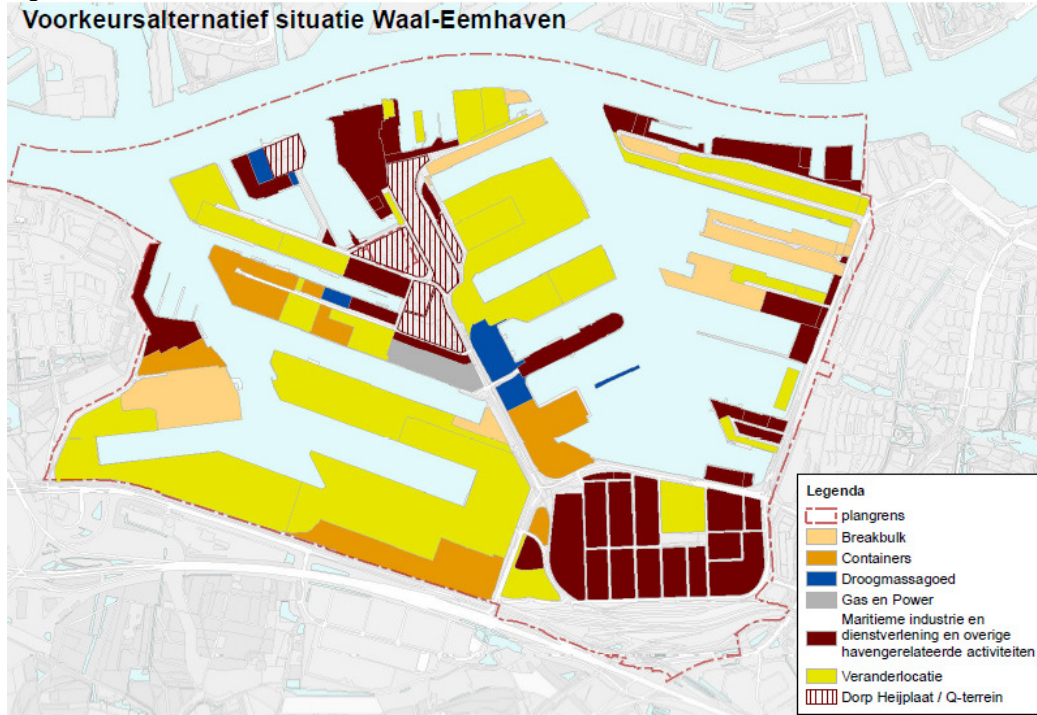 Voorkeursalternatief situatie Waal-Eemhaven
Legenda
plangrens
Breakbulk
Containers
Droogmassagoed
Gas en Power
Maritieme industrie en
dienstverlening en overige
havengerelateerde activiteiten
Veranderlocatie
Dorp Heijplaat / Q-terrein